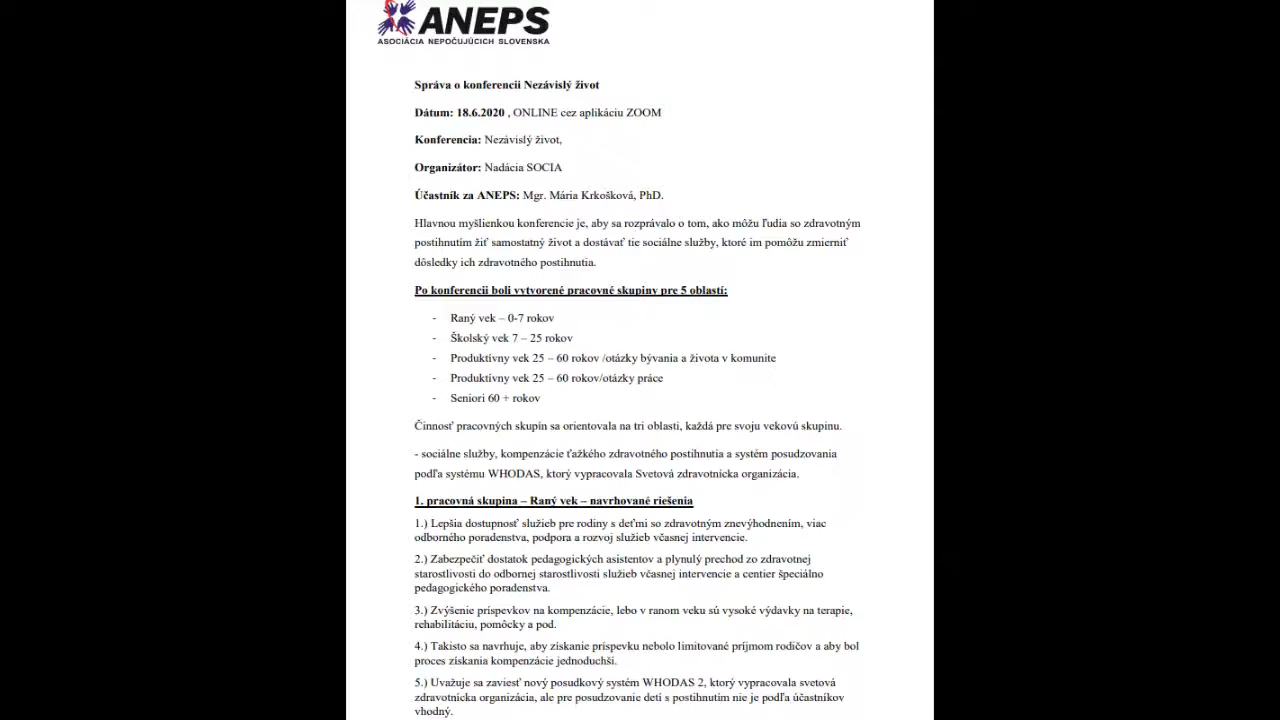 ANEPS
ASOCIÁCIA NEPOČUJÚCICH SLOVENSKA
Správa o konferencii Nezávislý život
Dátum: 18.6.2020 , ONLINE cez aplikáciu ZOOM
Konferencia: Nezávislý život,
Organizátor: Nadácia SOCIA
Účastník za ANEPS: Mgr. Mária Krkošková, PhD.
Hlavnou myšlienkou konferencie je, aby sa rozprávalo o tom, ako môžu ľudia so zdravotným
postihnutím žiť samostatný život a dostávať tie sociálne služby, ktoré im pomôžu zmierniť
dôsledky ich zdravotného postihnutia.
Po konferencii boli vytvorené pracovné skupiny pre 5 oblastí:
- Raný vek – 0-7 rokov
- Školský vek 7 – 25 rokov
- Produktívny vek 25 – 60 rokov /otázky bývania a života v komunite
- Produktívny vek 25 – 60 rokov/otázky práce
- Seniori 60 + rokov
Činnosť pracovných skupín sa orientovala na tri oblasti, každá pre svoju vekovú skupinu.
- sociálne služby, kompenzácie ťažkého zdravotného postihnutia a systém posudzovania
podľa systému WHODAS, ktorý vypracovala Svetová zdravotnícka organizácia.
1. pracovná skupina – Raný vek – navrhované riešenia
1.) Lepšia dostupnosť služieb pre rodiny s deťmi so zdravotným znevýhodnením, viac
odborného poradenstva, podpora a rozvoj služieb včasnej intervencie.
2.) Zabezpečiť dostatok pedagogických asistentov a plynulý prechod zo zdravotnej
starostlivosti do odbornej starostlivosti služieb včasnej intervencie a centier špeciálno
pedagogického poradenstva.
3.) Zvýšenie príspevkov na kompenzácie, lebo v ranom veku sú vysoké výdavky na terapie,
rehabilitáciu, pomôcky a pod.
4.) Takisto sa navrhuje, aby získanie príspevku nebolo limitované príjmom rodičov a aby bol
proces získania kompenzácie jednoduchší.
5.) Uvažuje sa zaviesť nový posudkový systém WHODAS 2, ktorý vypracovala svetová
zdravotnícka organizácia, ale pre posudzovanie detí s postihnutím nie je podľa účastníkov
vhodný.